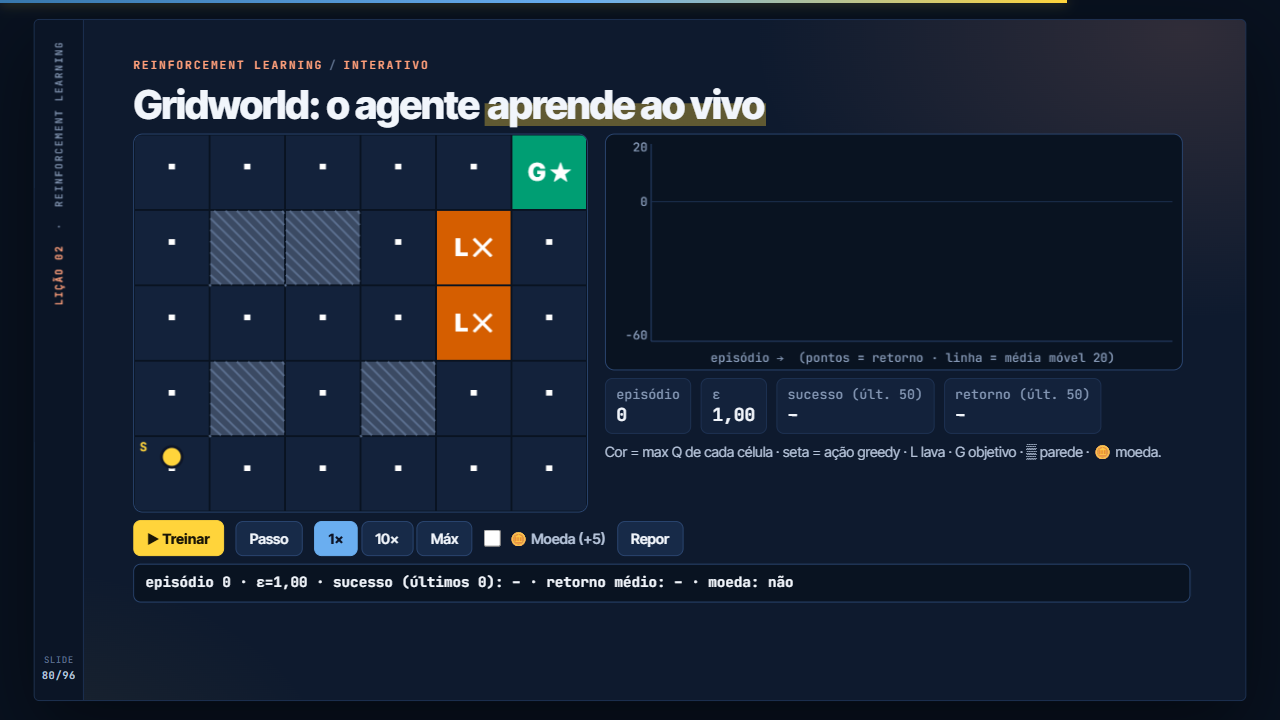 LIÇÃO 02 · REINFORCEMENT LEARNING
REINFORCEMENT LEARNING / INTERATIVO
Gridworld: o agente aprende ao vivo
G★
L✕
L✕
S
20
0
-60
episódio → (pontos = retorno · linha = média móvel 20)
episódio
0
ε
1,00
sucesso (últ. 50)
–
retorno (últ. 50)
–
Cor = max Q de cada célula · seta = ação greedy · L lava · G objetivo · ▒ parede · 🪙 moeda.
▶ Treinar
Passo
1×
10×
Máx
🪙 Moeda (+5)
Repor
episódio 0 · ε=1,00 · sucesso (últimos 0): – · retorno médio: – · moeda: não
SLIDE
80/96